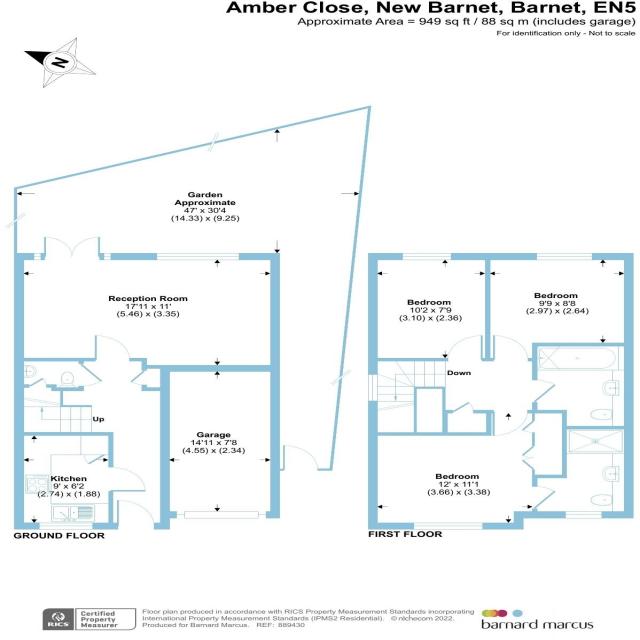 Amber Close, New Barnet, Barnet, EN5
Approximate Area = 949 sq ft / 88 sq m (includes garage)
For identification only - Not to scale
N
Garden
Approximate
47' x 30'4
(14.33) x (9.25)
Reception Room
17'11 x 11'
(5.46) x (3.35)
Up
Garage
14'11 x 7'8
(4.55) x (2.34)
Kitchen
9' x 6'2
(2.74) x (1.88)
GROUND FLOOR
Bedroom
10'2 x 7'9
(3.10) x (2.36)
Bedroom
9'9 x 8'8
(2.97) x (2.64)
Down
Bedroom
12' x 11'1
(3.66) x (3.38)
FIRST FLOOR
RICS
Certified
Property
Measurer
Floor plan produced in accordance with RICS Property Measurement Standards incorporating
International Property Measurement Standards (IPMS2 Residential). © nichecom 2022.
Produced for Barnard Marcus. REF: 889430
barnard marcus